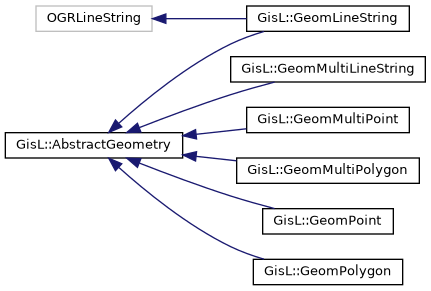 OGRLineString
GisL::GeomLineString
GisL::GeomMultiLineString
GisL::GeomMultiPoint
GisL::AbstractGeometry
GisL::GeomMultiPolygon
GisL::GeomPoint
GisL::GeomPolygon